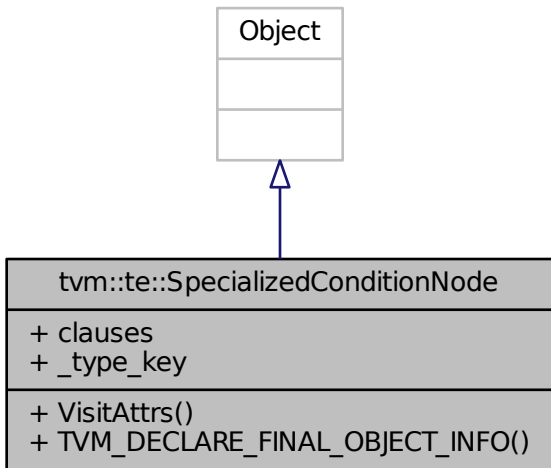 Object
tvm::te::SpecializedConditionNode
+ clauses
+ _type_key
+ VisitAttrs()
+ TVM_DECLARE_FINAL_OBJECT_INFO()